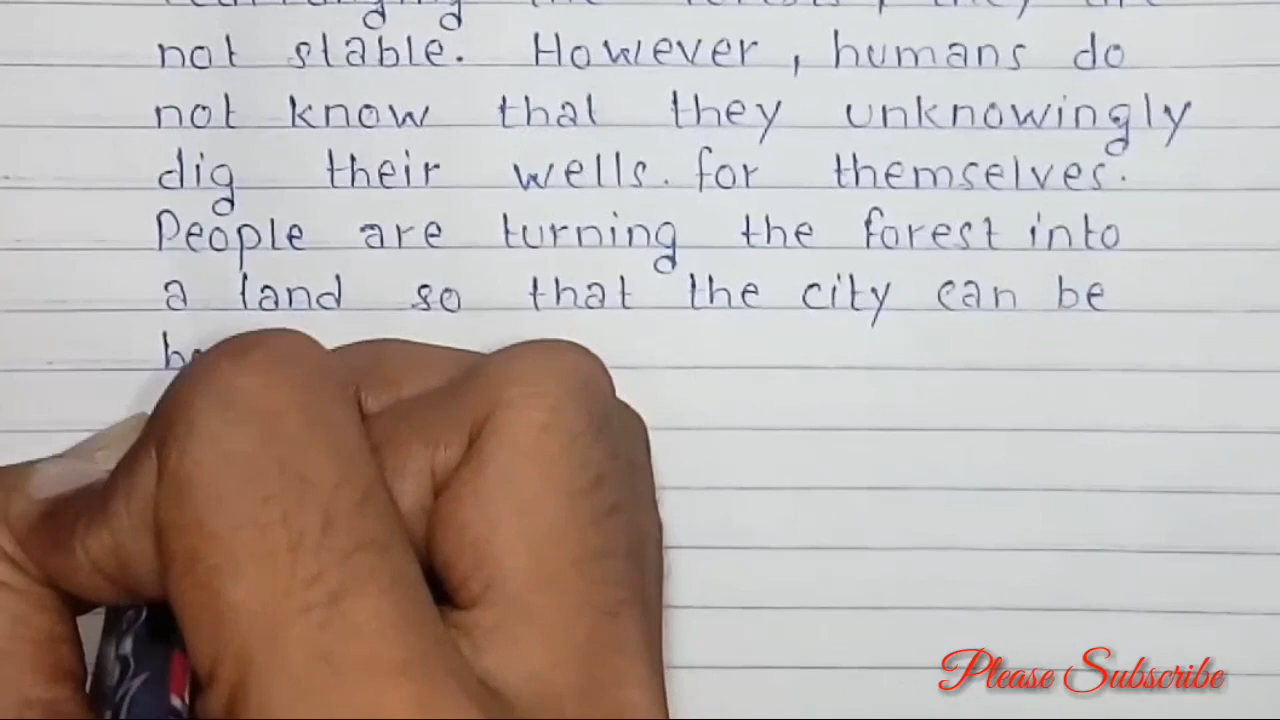 not stable. However, humans do
not know that they unknowingly
dig their wells. for themselves.
People are turning the forest into
a land so that the city can be
Please Subscribe